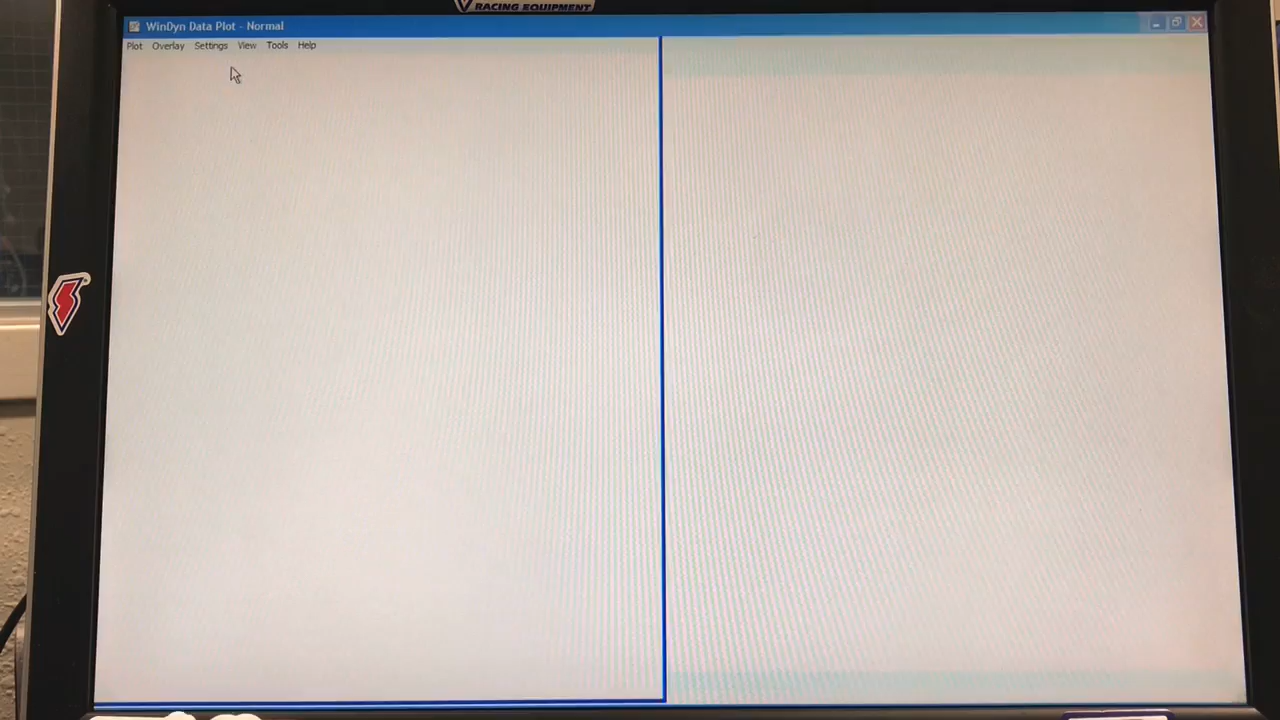 RACING EQUIPMENT
WinDyn Data Plot - Normal
Plot Overlay Settings View Tools Help